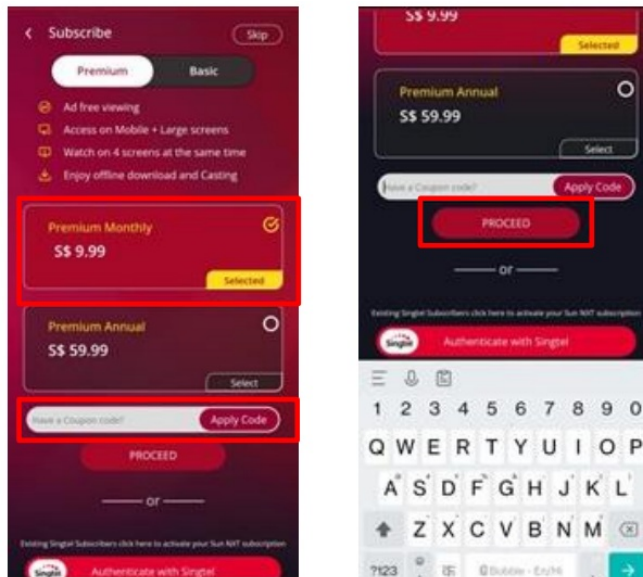 Subscribe
Skip
Premium
Basic
Ad free viewing
Access on Mobile + Large screens
Watch on 4 screens at the same time
Enjoy offline download and Casting
Premium Monthly
S$ 9.99
Selected
Premium Annual
S$ 59.99
Select
Have a Coupon code?
Apply Code
PROCEED
or
Existing Singtel Subscribers click here to activate your Sun NXT subscription
Singtel
Authenticate with Singtel
S$ 9.99
Selected
Premium Annual
S$ 59.99
Select
Have a Coupon code?
Apply Code
PROCEED
or
Existing Singtel Subscribers click here to activate your Sun NXT subscription
Singtel
Authenticate with Singtel
1 2 3 4 5 6 7 8 9 0
Q W E R T Y U I O P
A S D F G H J K L
Z X C V B N M
?123